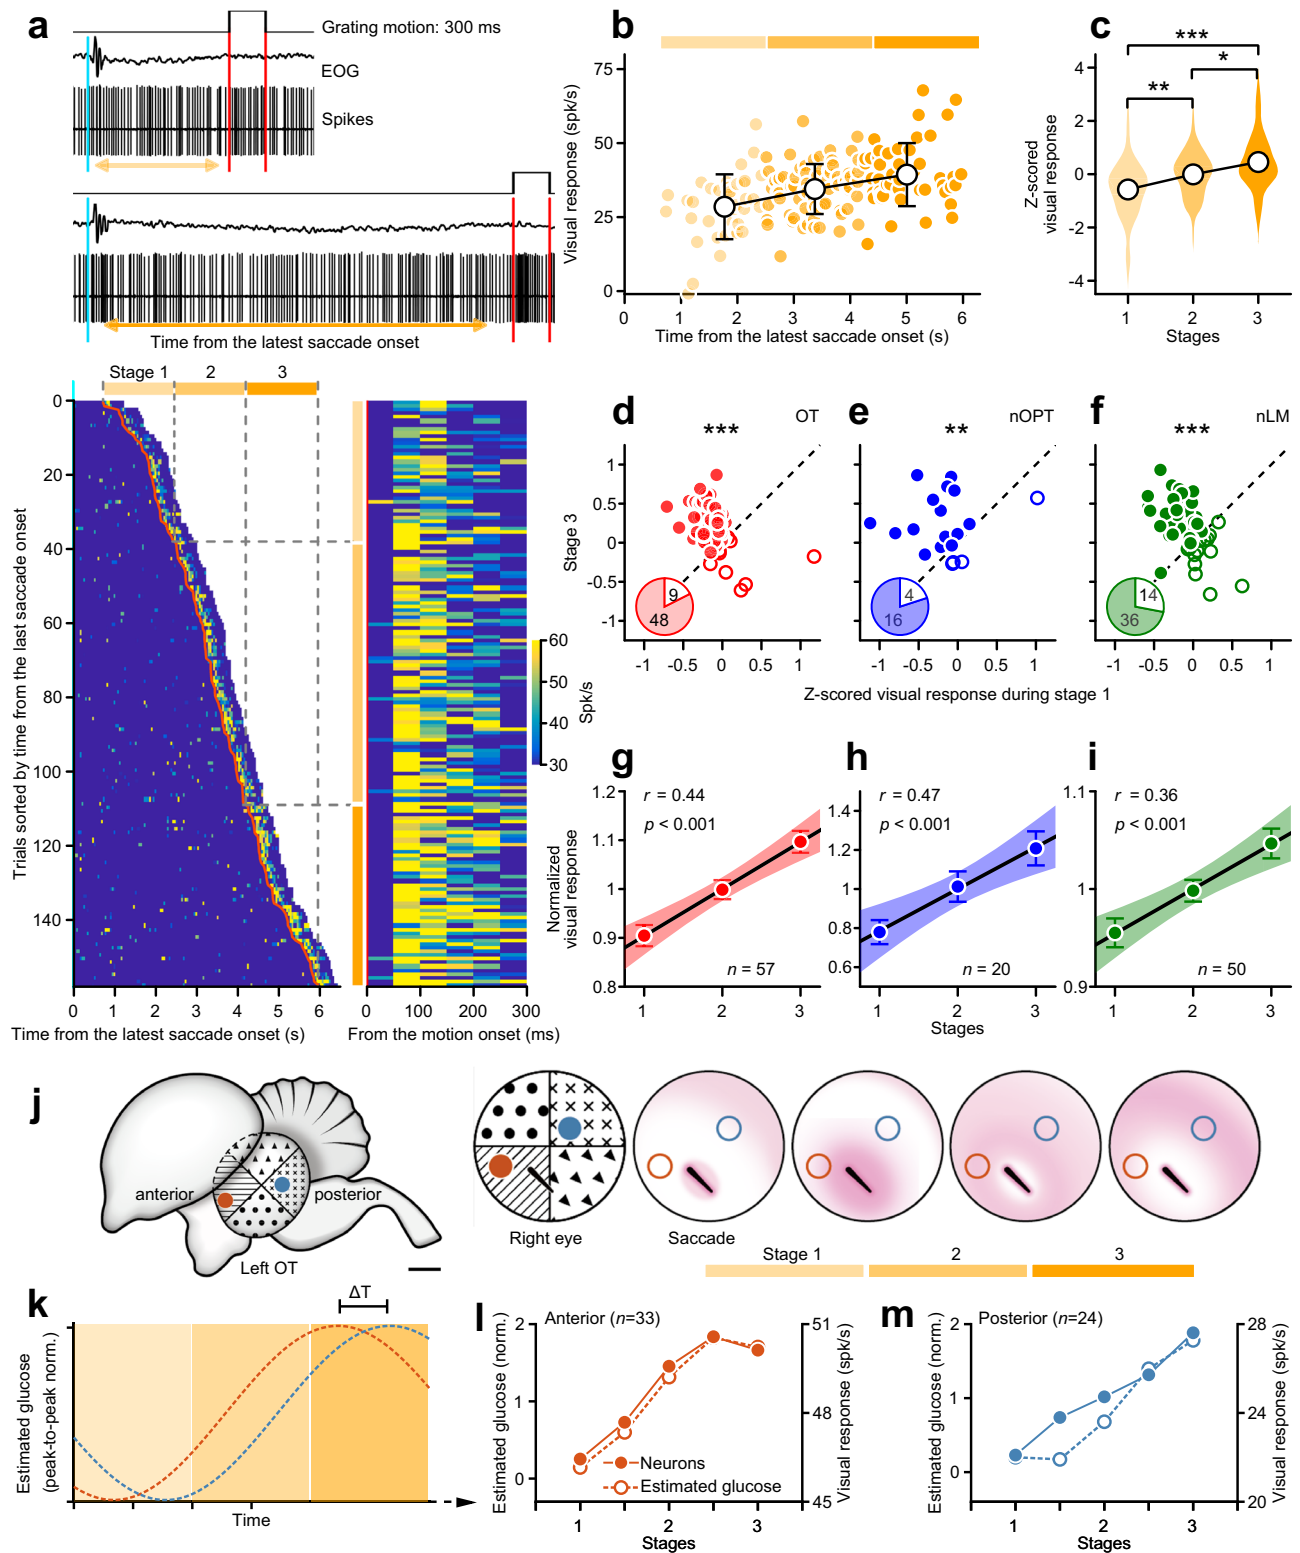 a
Grating motion: 300 ms
EOG
Spikes
Time from the latest saccade onset
Stage 1 2 3
Trials sorted by time from the last saccade onset
0
20
40
60
80
100
120
140
0 1 2 3 4 5 6
Time from the latest saccade onset (s)
0 100 200 300
From the motion onset (ms)
60
50
40
30
Spk/s
b
Visual response (spk/s)
75
50
25
0
0 1 2 3 4 5 6
Time from the latest saccade onset (s)
c
Z-scored
visual response
***
**
*
4
2
0
-2
-4
1 2 3
Stages
d
***
OT
Stage 3
1
0.5
0
-0.5
-1
9
48
-1 -0.5 0 0.5 1
e
**
nOPT
4
16
-1 -0.5 0 0.5 1
f
***
nLM
14
36
-1 -0.5 0 0.5 1
Z-scored visual response during stage 1
g
Normalized
visual response
r = 0.44
p < 0.001
1.2
1.1
1
0.9
0.8
n = 57
1 2 3
h
r = 0.47
p < 0.001
1.4
1.2
1
0.8
0.6
n = 20
1 2 3
Stages
i
r = 0.36
p < 0.001
1.1
1
0.9
n = 50
1 2 3
j
anterior
posterior
Left OT
Right eye
Saccade
Stage 1 2 3
k
ΔT
Estimated glucose
(peak-to-peak norm.)
Time
l
Anterior (n=33)
Estimated glucose (norm.)
2
1
0
51
48
45
Visual response (spk/s)
Neurons
Estimated glucose
1 2 3
Stages
m
Posterior (n=24)
Estimated glucose (norm.)
2
1
0
28
24
20
Visual response (spk/s)
1 2 3
Stages